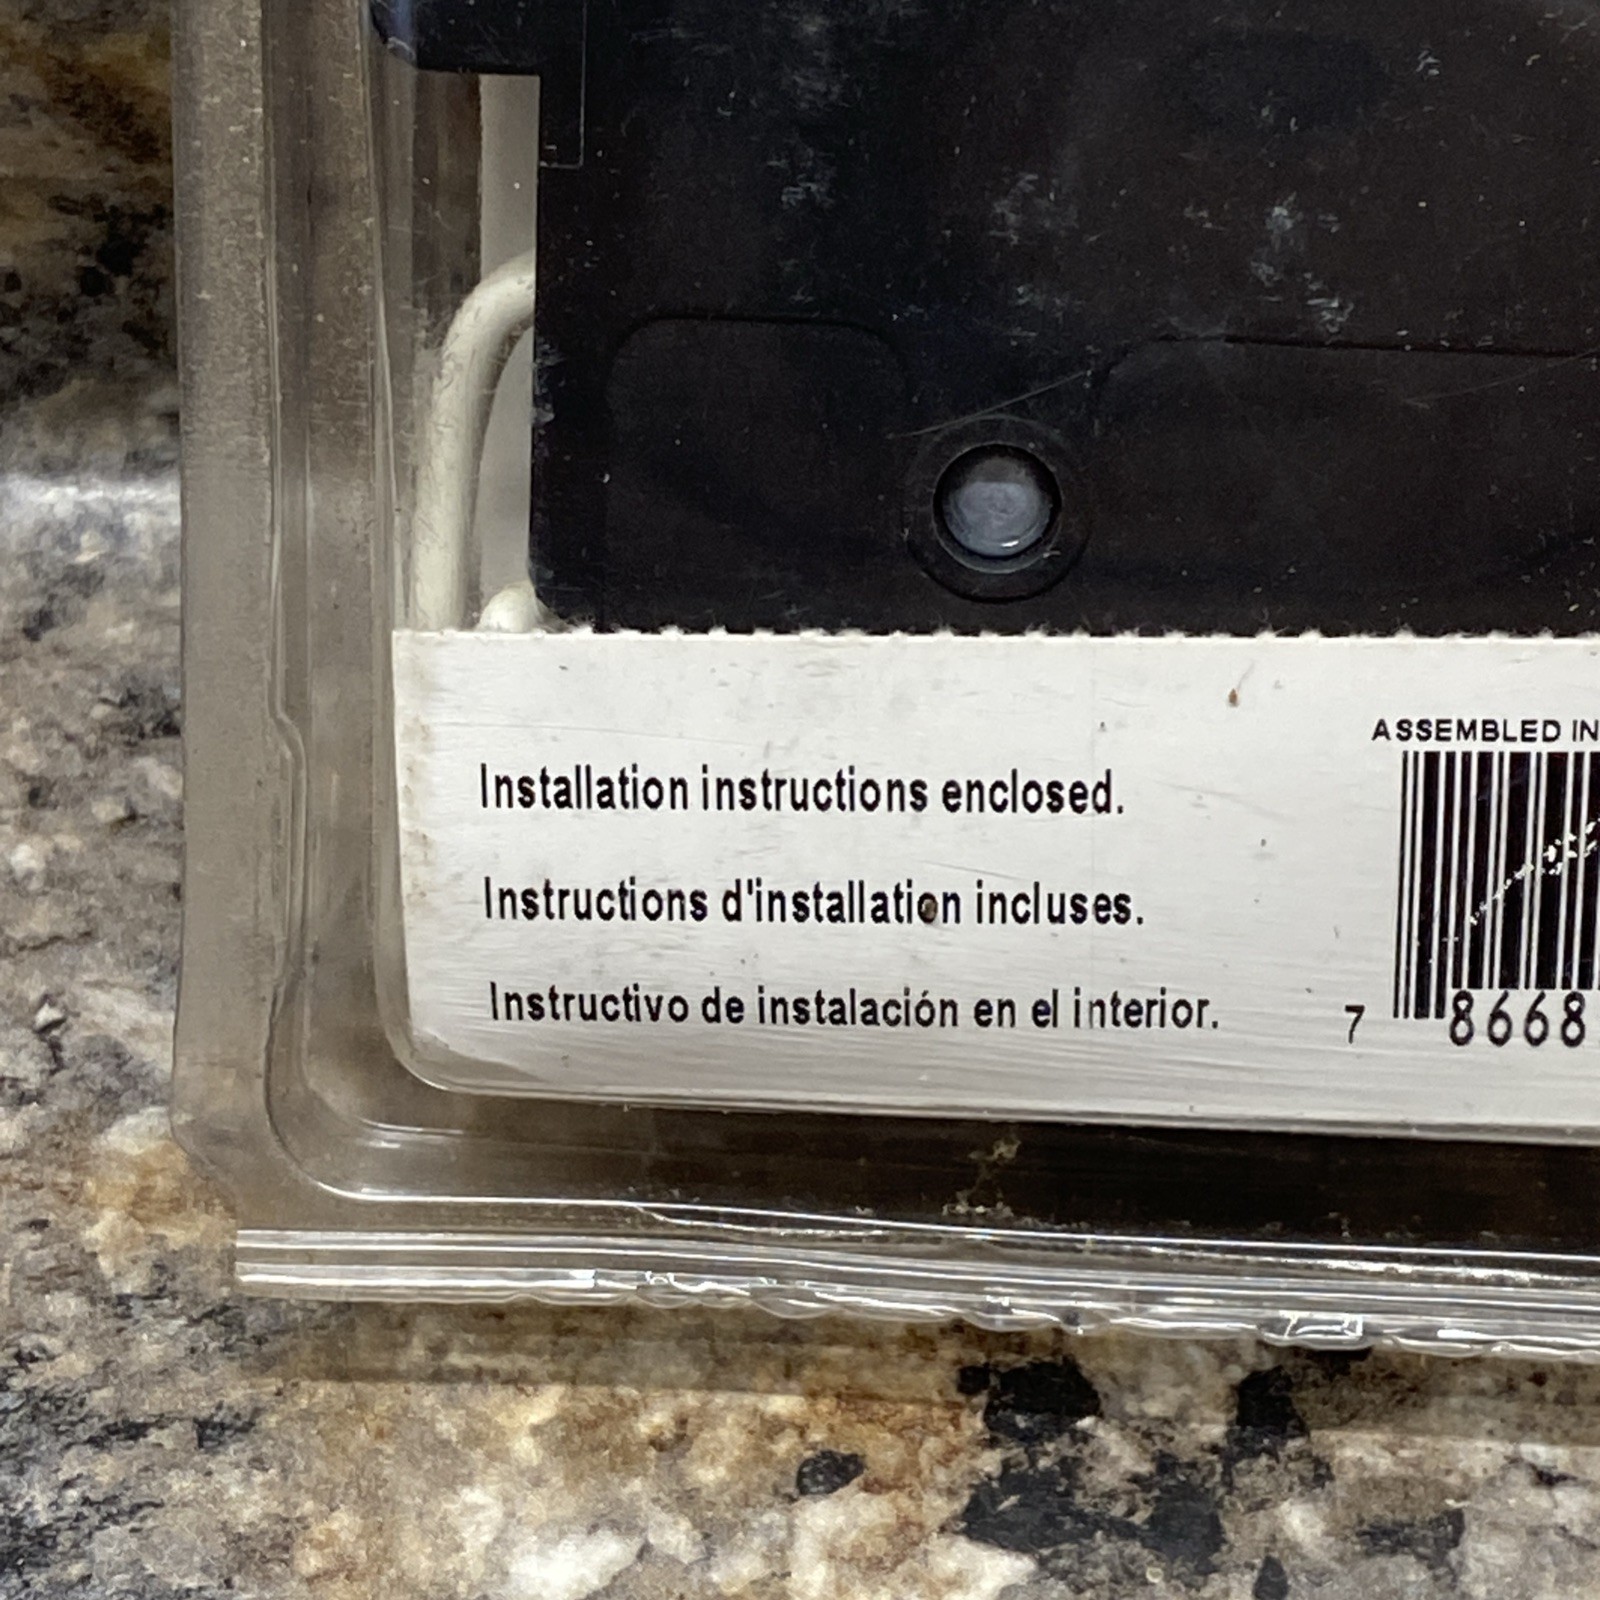 ASSEMBLED IN
Installation instructions enclosed.
Instructions d'installation incluses.
Instructivo de instalación en el interior.
7 8668